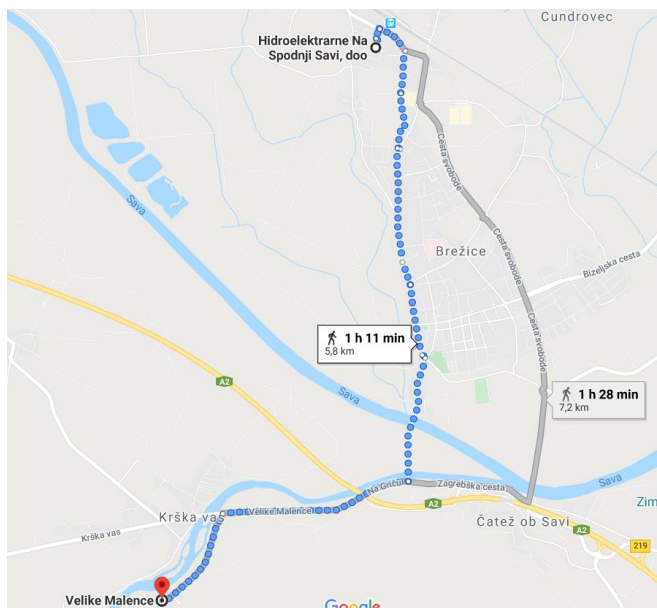 Cundrovec
Hidroelektrarne Na
Spodnji Savi, doo
Cesta svobode
Sava
Cesta svobode
Brežice
Bizeljska cesta
Cesta svobode
1 h 11 min
5,8 km
A2
1 h 28 min
7,2 km
Sava
Sava
Na Griču
Zagrebška cesta
A2
Zim
Velike Malence
Krška vas
Čatež ob Savi
A2
Krška vas
219
Velike Malence
Google